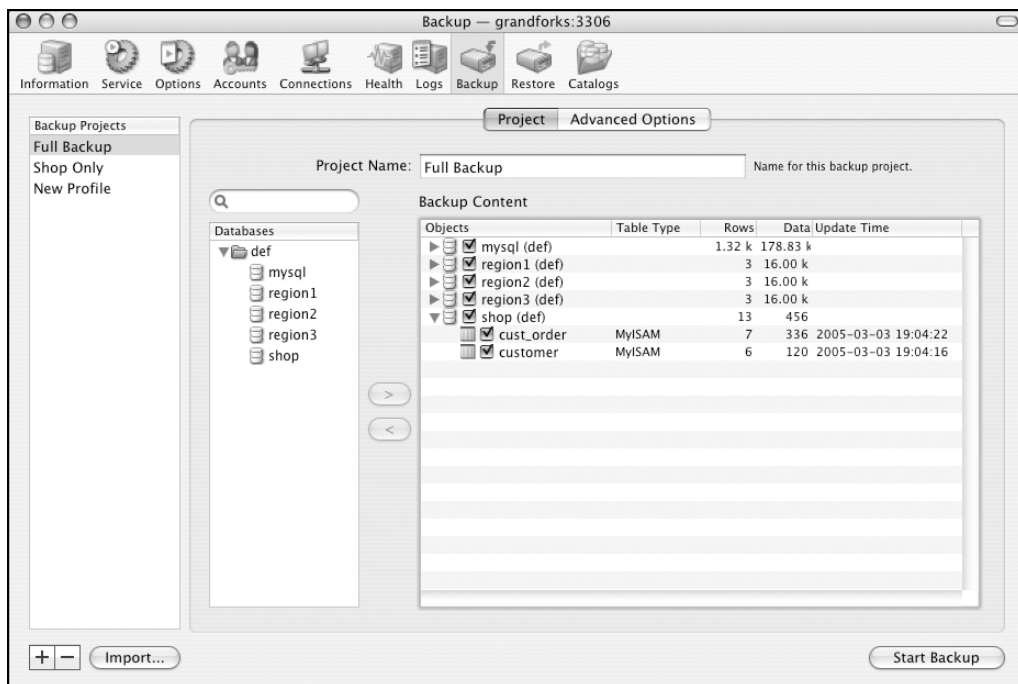 Backup — grandforks:3306
Information Service Options Accounts Connections Health Logs Backup Restore Catalogs
Project Advanced Options
Backup Projects
Full Backup
Shop Only
New Profile
Project Name: Full Backup Name for this backup project.
Databases
def
mysql
region1
region2
region3
shop
Backup Content
Objects Table Type Rows Data Update Time
mysql (def) 1.32 k 178.83 k
region1 (def) 3 16.00 k
region2 (def) 3 16.00 k
region3 (def) 3 16.00 k
shop (def) 13 456
cust_order MyISAM 7 336 2005-03-03 19:04:22
customer MyISAM 6 120 2005-03-03 19:04:16
>
<
+ − Import... Start Backup